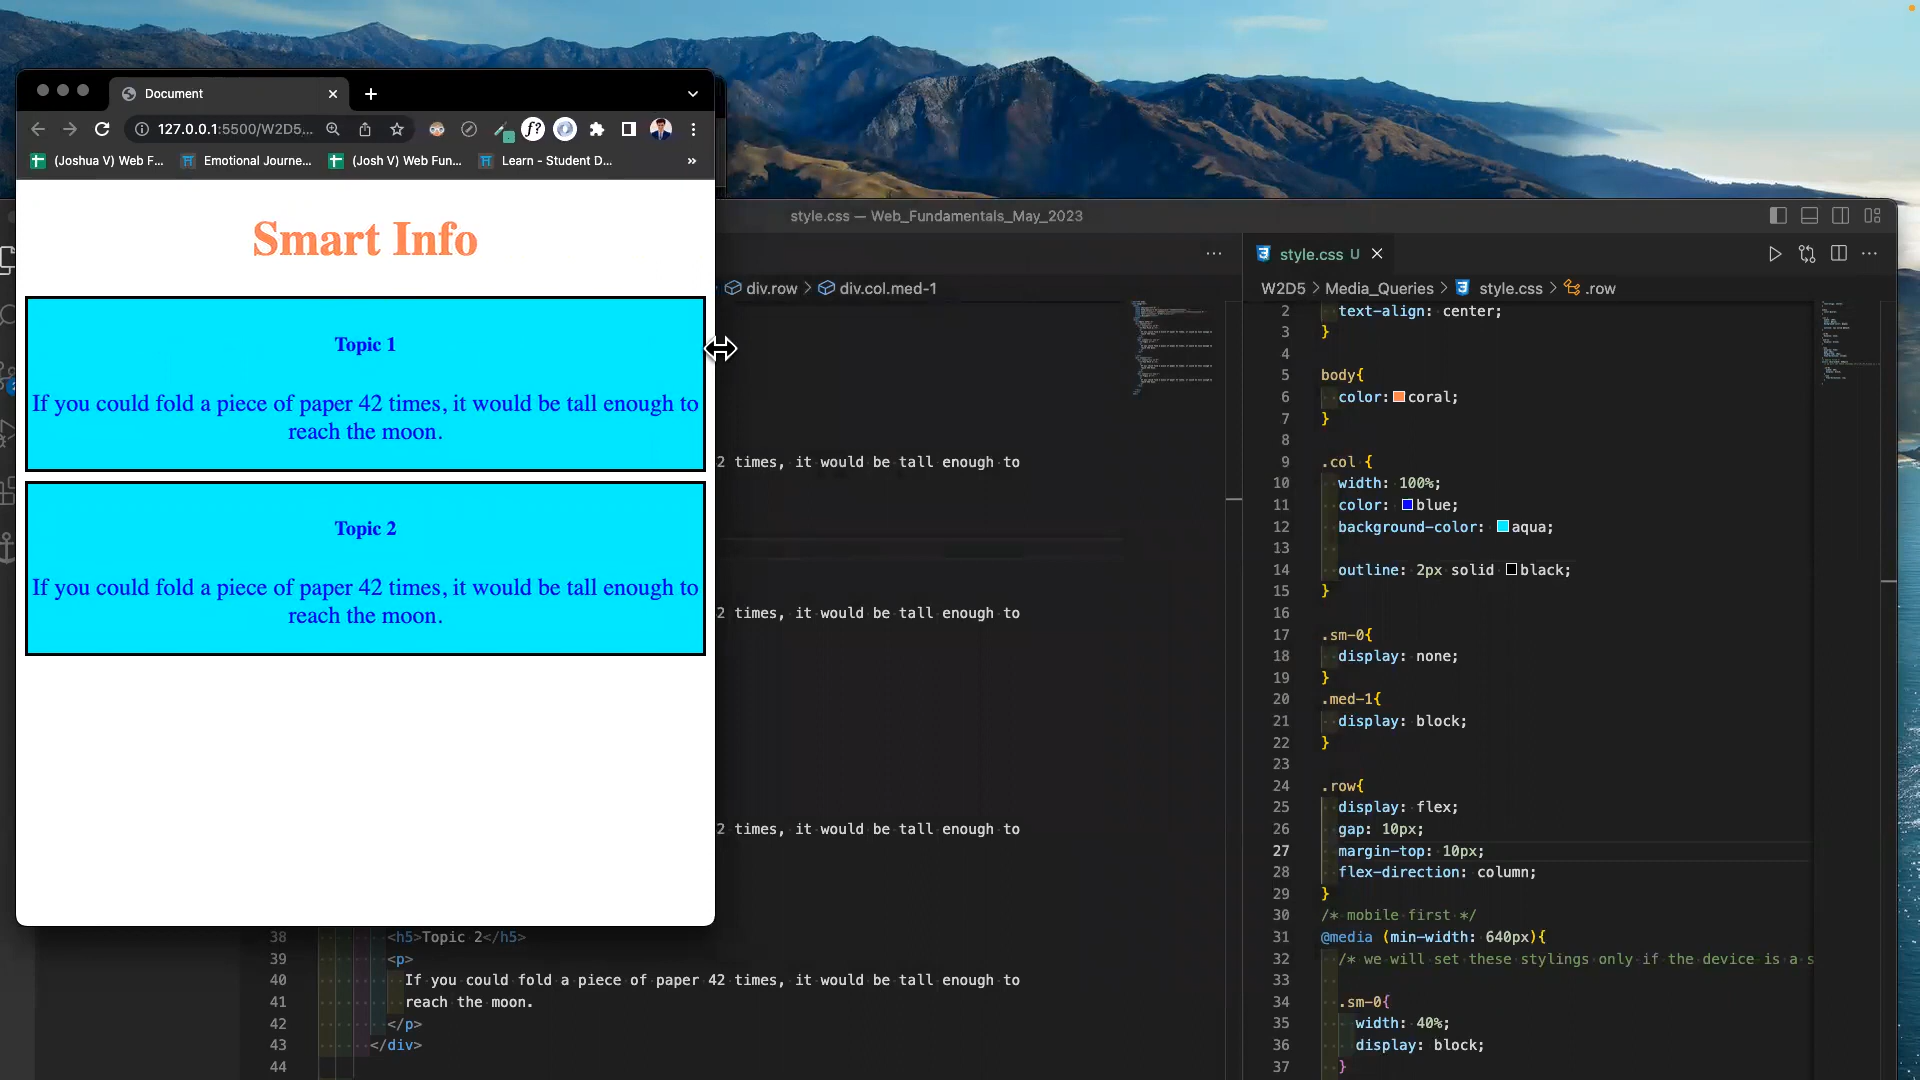 Document
127.0.0.1:5500/W2D5...
f?
(Joshua V) Web F...
Emotional Journe...
(Josh V) Web Fun...
Learn - Student D...
»
Smart Info
Topic 1
If you could fold a piece of paper 42 times, it would be tall enough to
reach the moon.
Topic 2
If you could fold a piece of paper 42 times, it would be tall enough to
reach the moon.
style.css — Web_Fundamentals_May_2023
div.row > div.col.med-1
2 times, it would be tall enough to
2 times, it would be tall enough to
2 times, it would be tall enough to
38 <h5>Topic 2</h5>
39 <p>
40 If you could fold a piece of paper 42 times, it would be tall enough to
41 reach the moon.
42 </p>
43 </div>
44
style.css U
W2D5 > Media_Queries > style.css > .row
2 text-align: center;
3 }
4
5 body{
6 color: coral;
7 }
8
9 .col {
10 width: 100%;
11 color: blue;
12 background-color: aqua;
13
14 outline: 2px solid black;
15 }
16
17 .sm-0{
18 display: none;
19 }
20 .med-1{
21 display: block;
22 }
23
24 .row{
25 display: flex;
26 gap: 10px;
27 margin-top: 10px;
28 flex-direction: column;
29 }
30 /* mobile first */
31 @media (min-width: 640px){
32 /* we will set these stylings only if the device is a s
33
34 .sm-0{
35 width: 40%;
36 display: block;
37 }